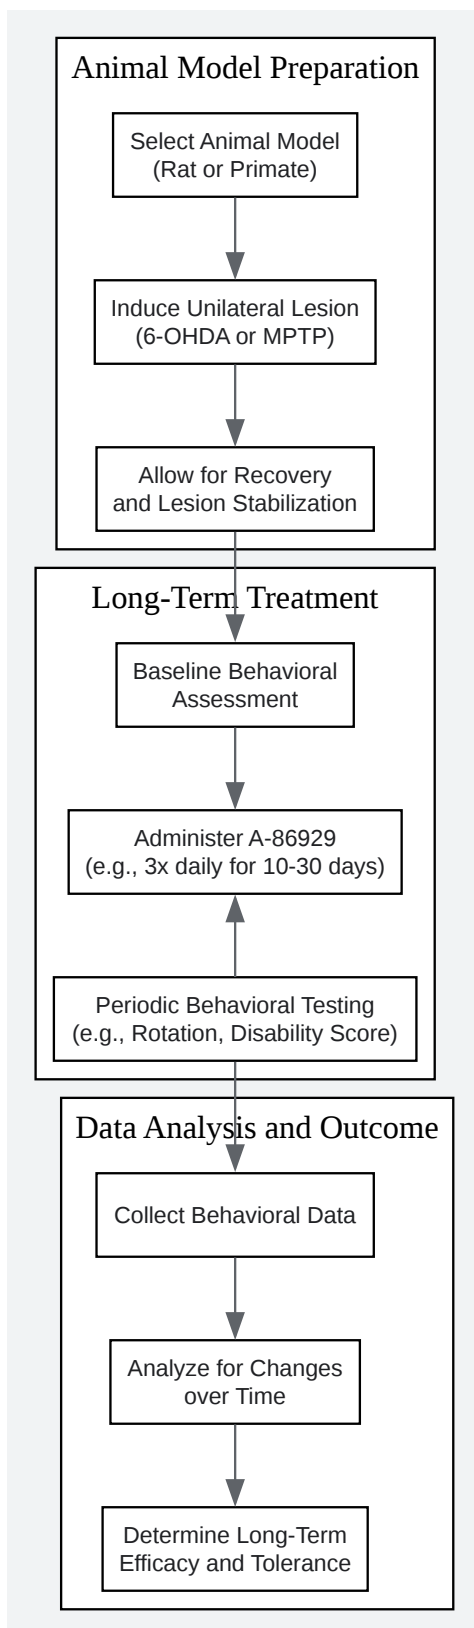 Animal Model Preparation
Select Animal Model
(Rat or Primate)
Induce Unilateral Lesion
(6-OHDA or MPTP)
Allow for Recovery
and Lesion Stabilization
Long-Term Treatment
Baseline Behavioral
Assessment
Administer A-86929
(e.g., 3x daily for 10-30 days)
Periodic Behavioral Testing
(e.g., Rotation, Disability Score)
Data Analysis and Outcome
Collect Behavioral Data
Analyze for Changes
over Time
Determine Long-Term
Efficacy and Tolerance